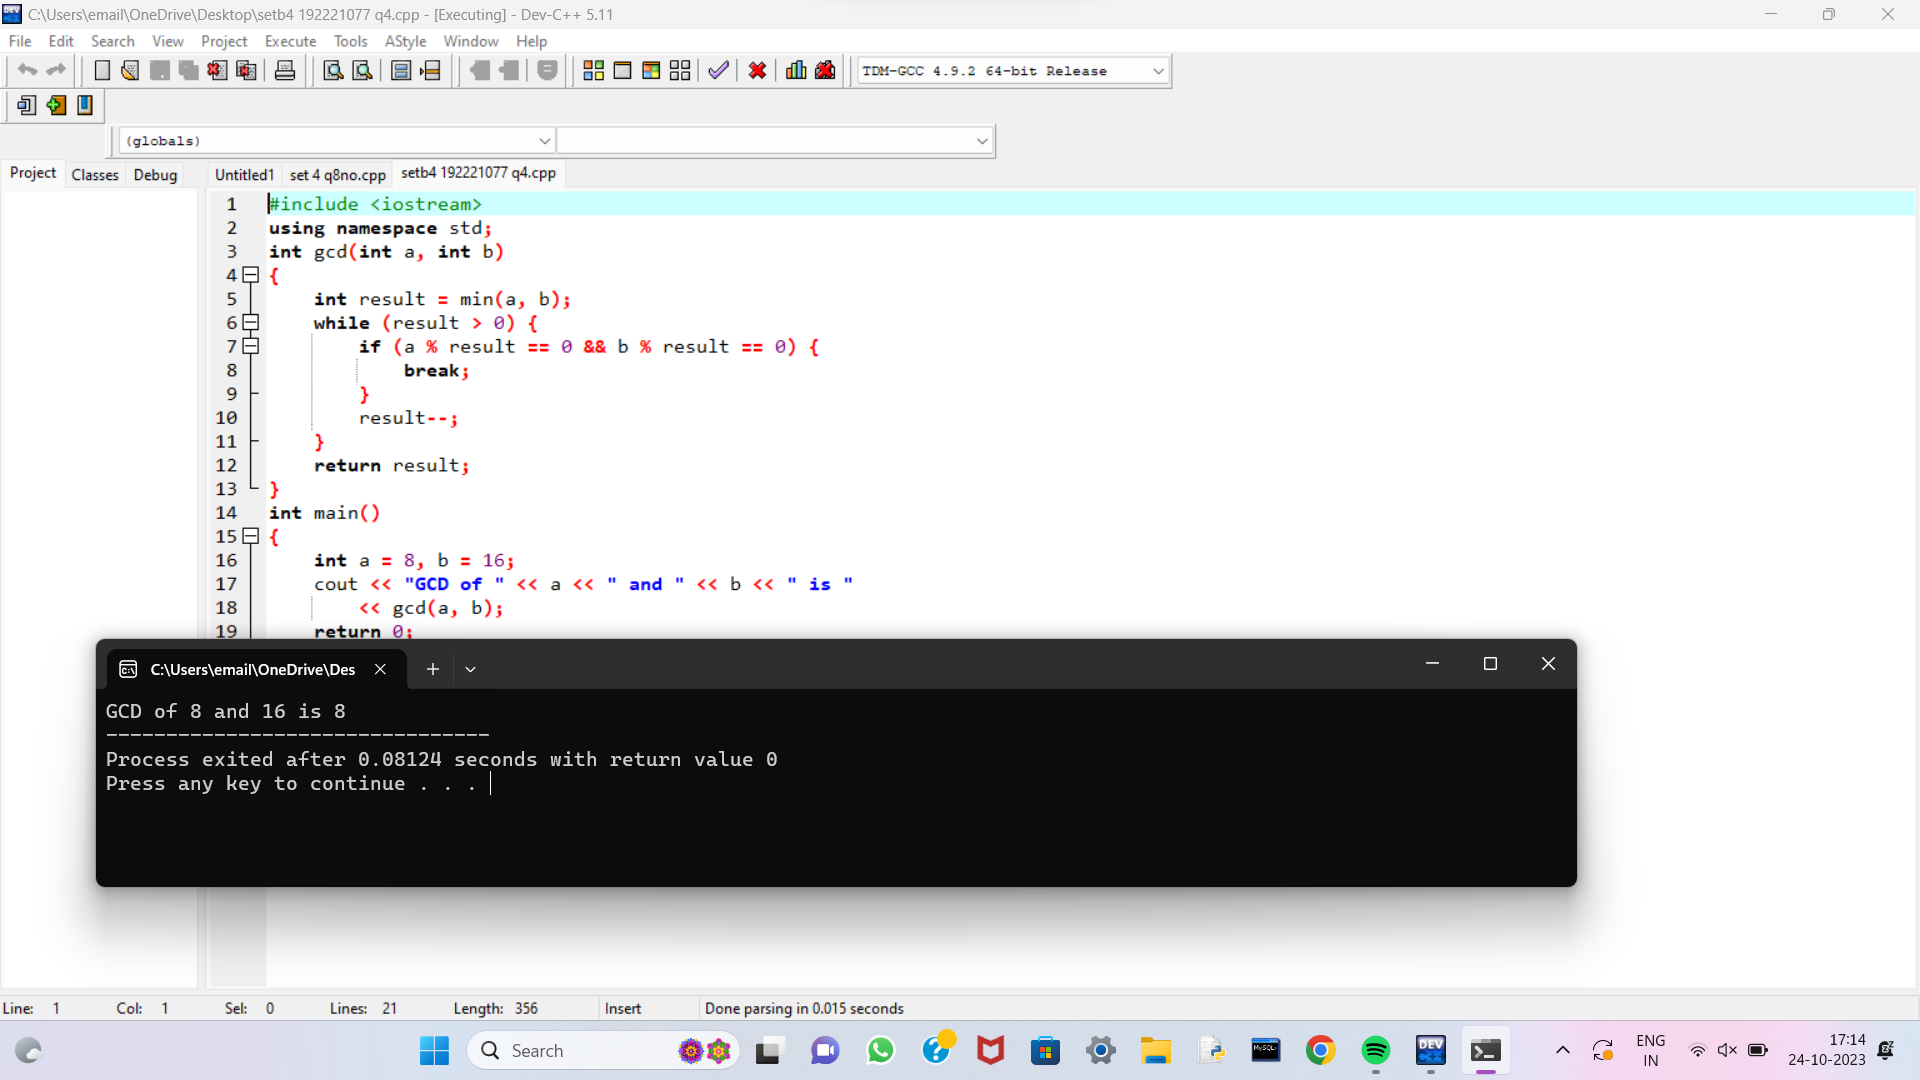 C:\Users\email\OneDrive\Desktop\setb4 192221077 q4.cpp - [Executing] - Dev-C++ 5.11
File Edit Search View Project Execute Tools AStyle Window Help
TDM-GCC 4.9.2 64-bit Release
(globals)
Project Classes Debug Untitled1 set 4 q8no.cpp setb4 192221077 q4.cpp
1 #include <iostream>
2 using namespace std;
3 int gcd(int a, int b)
4 {
5 int result = min(a, b);
6 while (result > 0) {
7 if (a % result == 0 && b % result == 0) {
8 break;
9 }
10 result--;
11 }
12 return result;
13 }
14 int main()
15 {
16 int a = 8, b = 16;
17 cout << "GCD of " << a << " and " << b << " is "
18 << gcd(a, b);
19 return 0;
C:\Users\email\OneDrive\Des
GCD of 8 and 16 is 8
--------------------------------
Process exited after 0.08124 seconds with return value 0
Press any key to continue . . .
Line: 1 Col: 1 Sel: 0 Lines: 21 Length: 356 Insert Done parsing in 0.015 seconds
Search
MySQL
DEV C++
ENG
IN
17:14
24-10-2023